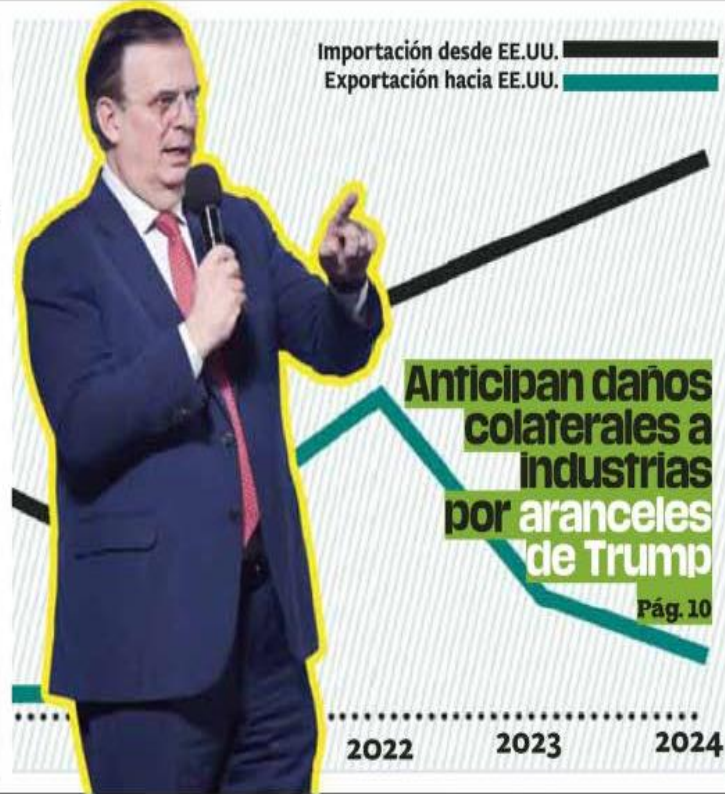 Importación desde EE.UU.
Exportación hacia EE.UU.
Anticipan daños
colaterales a
industrias
por aranceles
de Trump
Pág. 10
2022
2023
2024